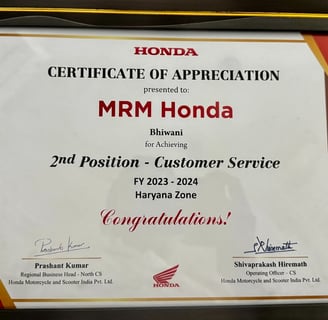 HONDA
CERTIFICATE OF APPRECIATION
presented to:
MRM Honda
Bhiwani
for Achieving
2nd Position - Customer Service
FY 2023 - 2024
Haryana Zone
Congratulations!
Prashant Kumar
Regional Business Head - North CS
Honda Motorcycle and Scooter India Pvt. Ltd.
HONDA
Shivaprakash Hiremath
Operating Officer - CS
Honda Motorcycle and Scooter India Pvt. Ltd.